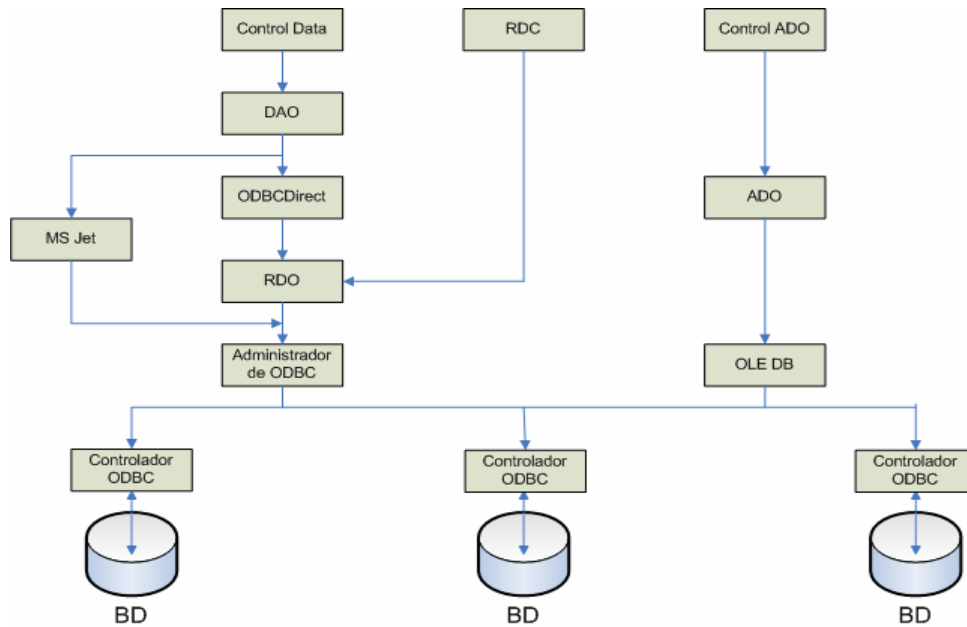 Control Data
RDC
Control ADO
DAO
ODBCDirect
ADO
MS Jet
RDO
Administrador
de ODBC
OLE DB
Controlador
ODBC
Controlador
ODBC
Controlador
ODBC
BD
BD
BD